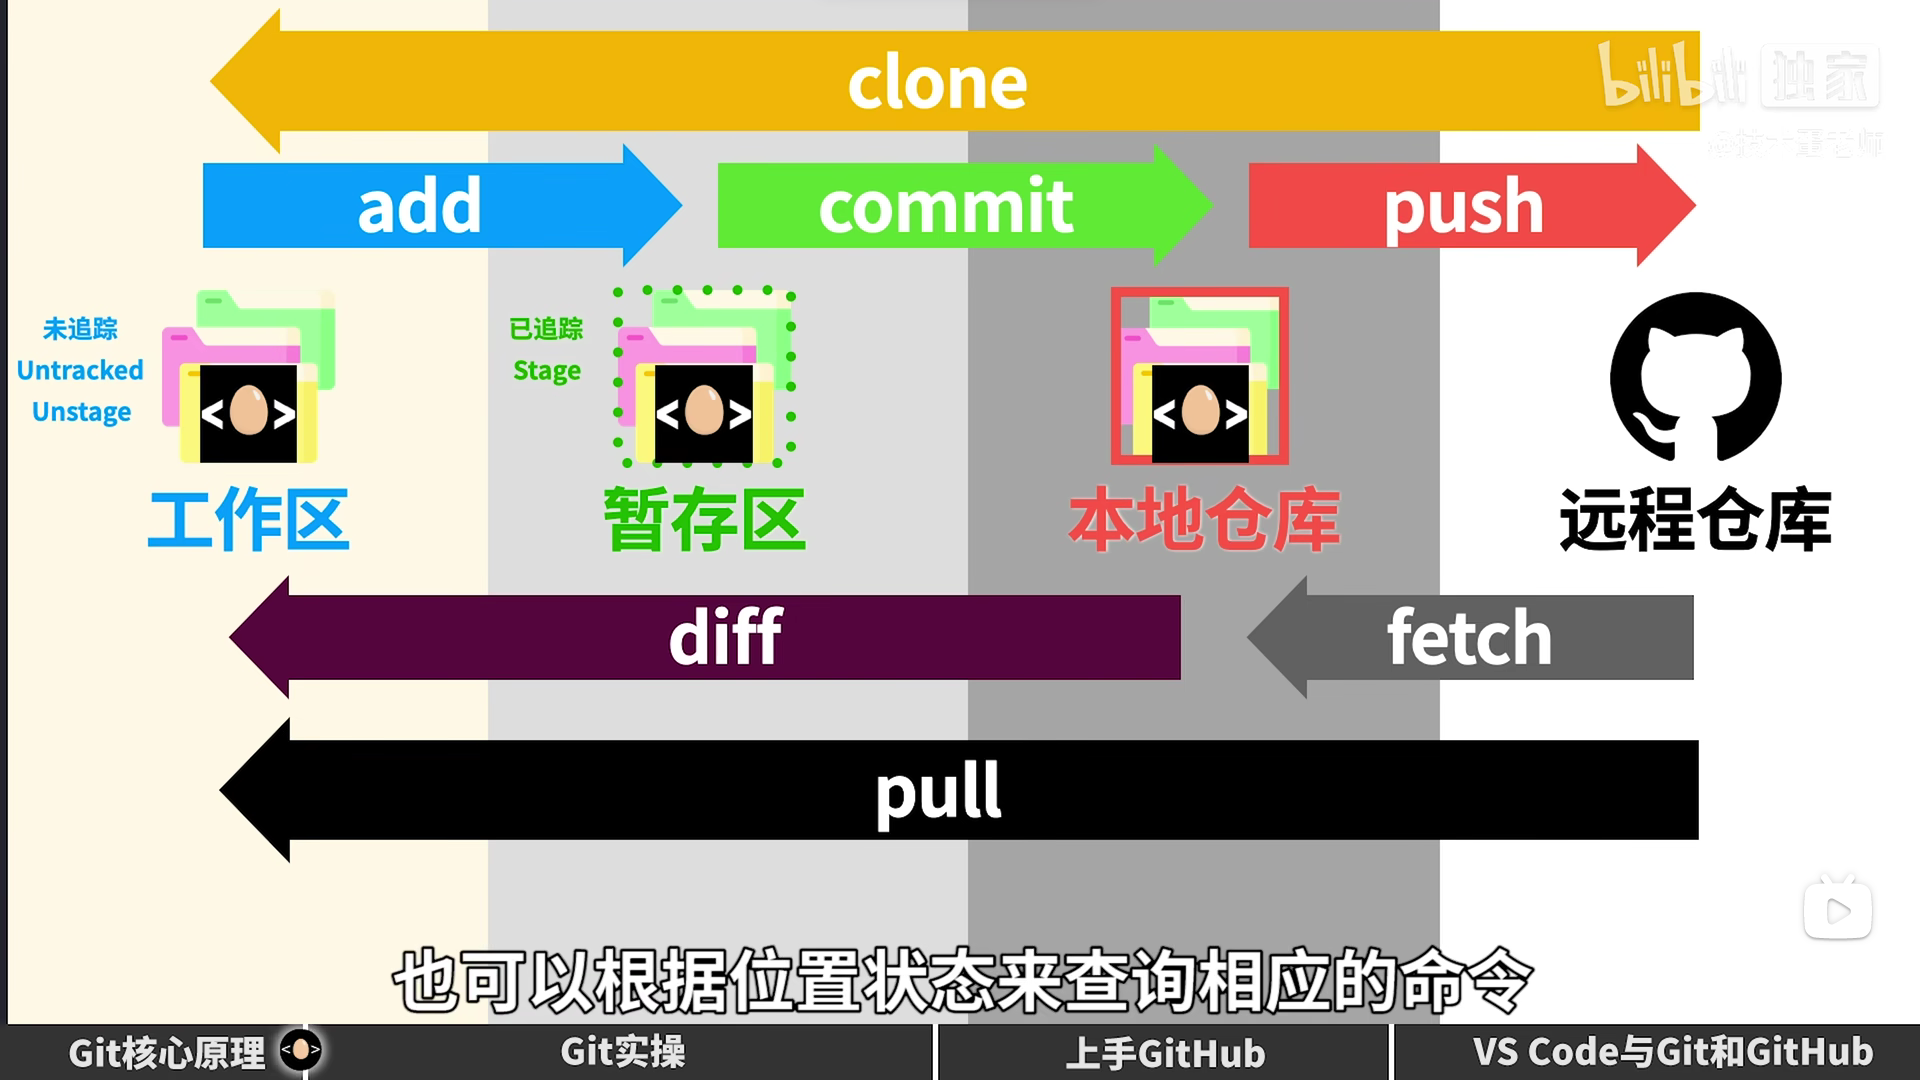 clone
bilibili 独家
add
commit
push
未追踪
Untracked
Unstage
已追踪
Stage
工作区
暂存区
本地仓库
远程仓库
diff
fetch
pull
也可以根据位置状态来查询相应的命令
Git核心原理
Git实操
上手GitHub
VS Code与Git和GitHub